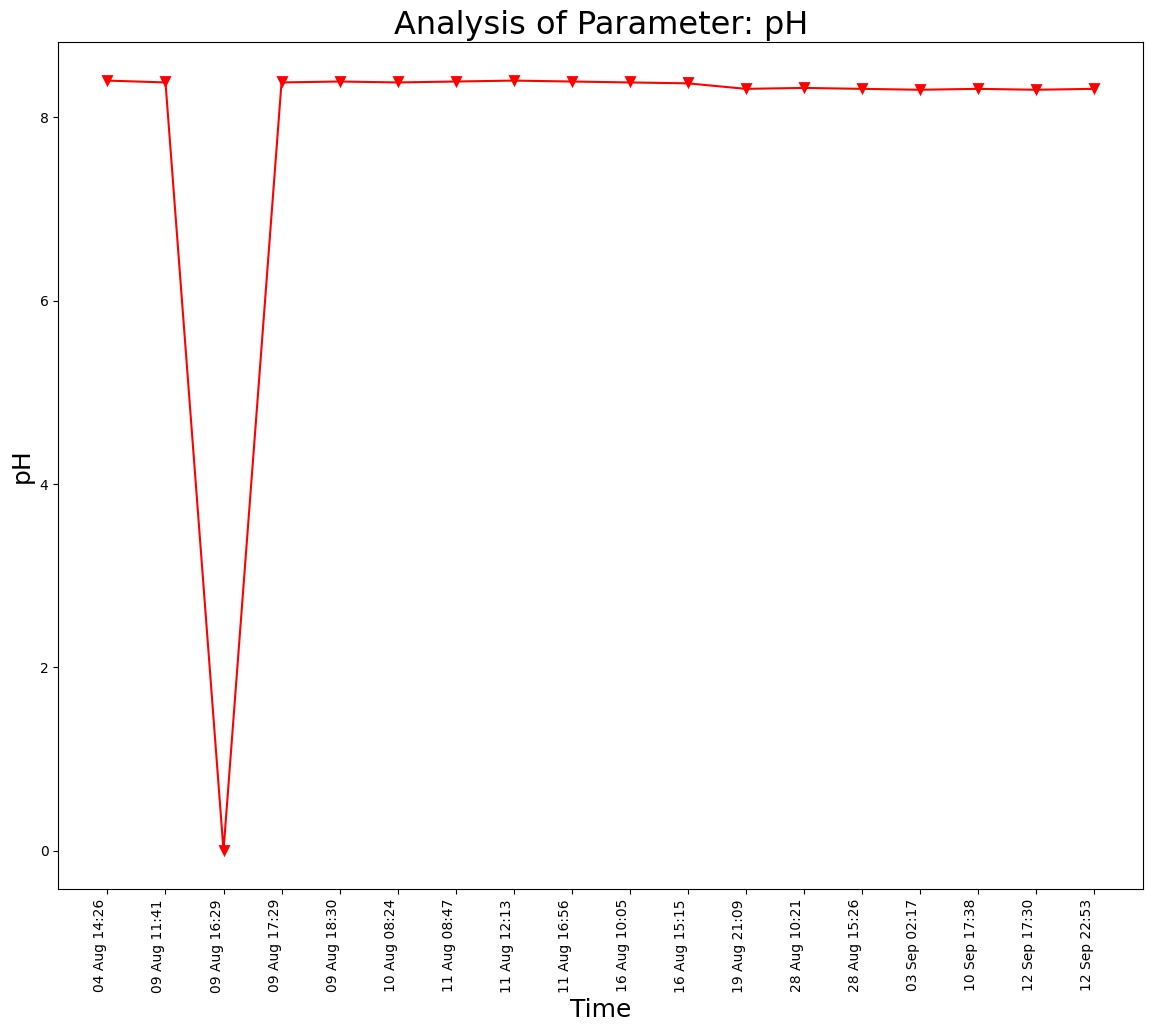 Analysis of Parameter: pH
pH
8
6
4
2
0
04 Aug 14:26
09 Aug 11:41
09 Aug 16:29
09 Aug 17:29
09 Aug 18:30
10 Aug 08:24
11 Aug 08:47
11 Aug 12:13
11 Aug 16:56
16 Aug 10:05
16 Aug 15:15
19 Aug 21:09
28 Aug 10:21
28 Aug 15:26
03 Sep 02:17
10 Sep 17:38
12 Sep 17:30
12 Sep 22:53
Time